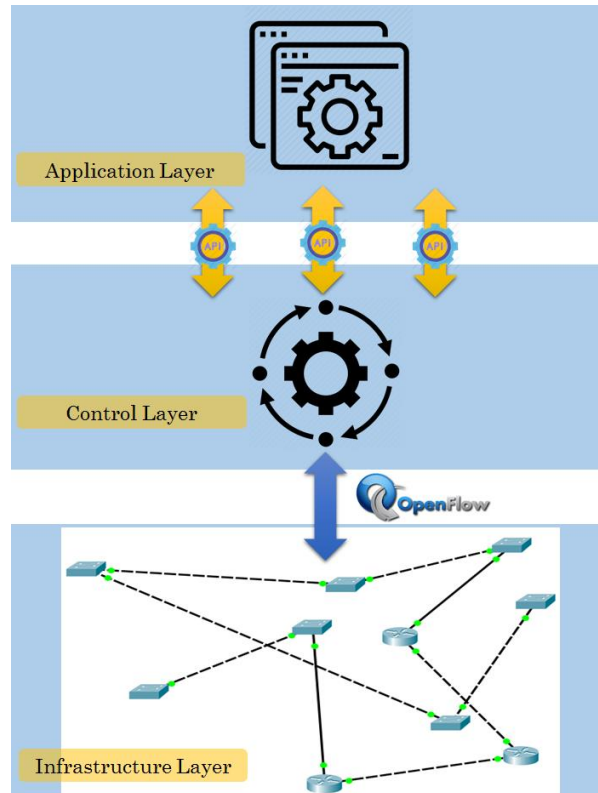 Application Layer
API
API
API
Control Layer
OpenFlow
Infrastructure Layer